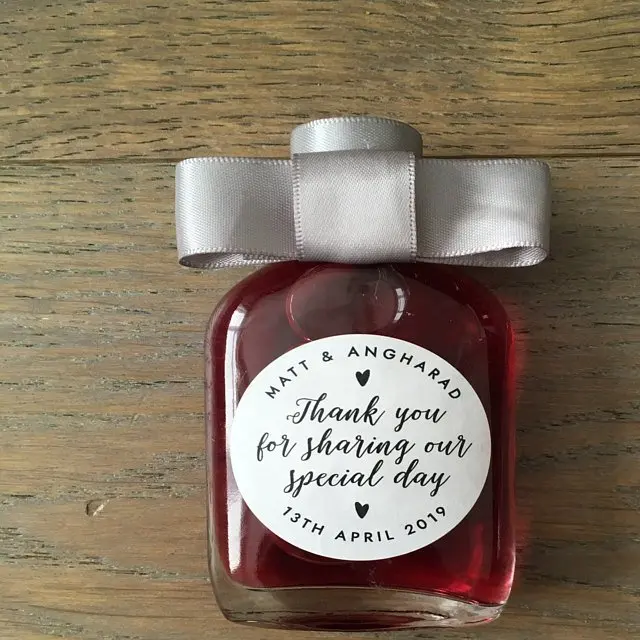 MATT & ANGHARAD
Thank you
for sharing our
special day
13TH APRIL 2019